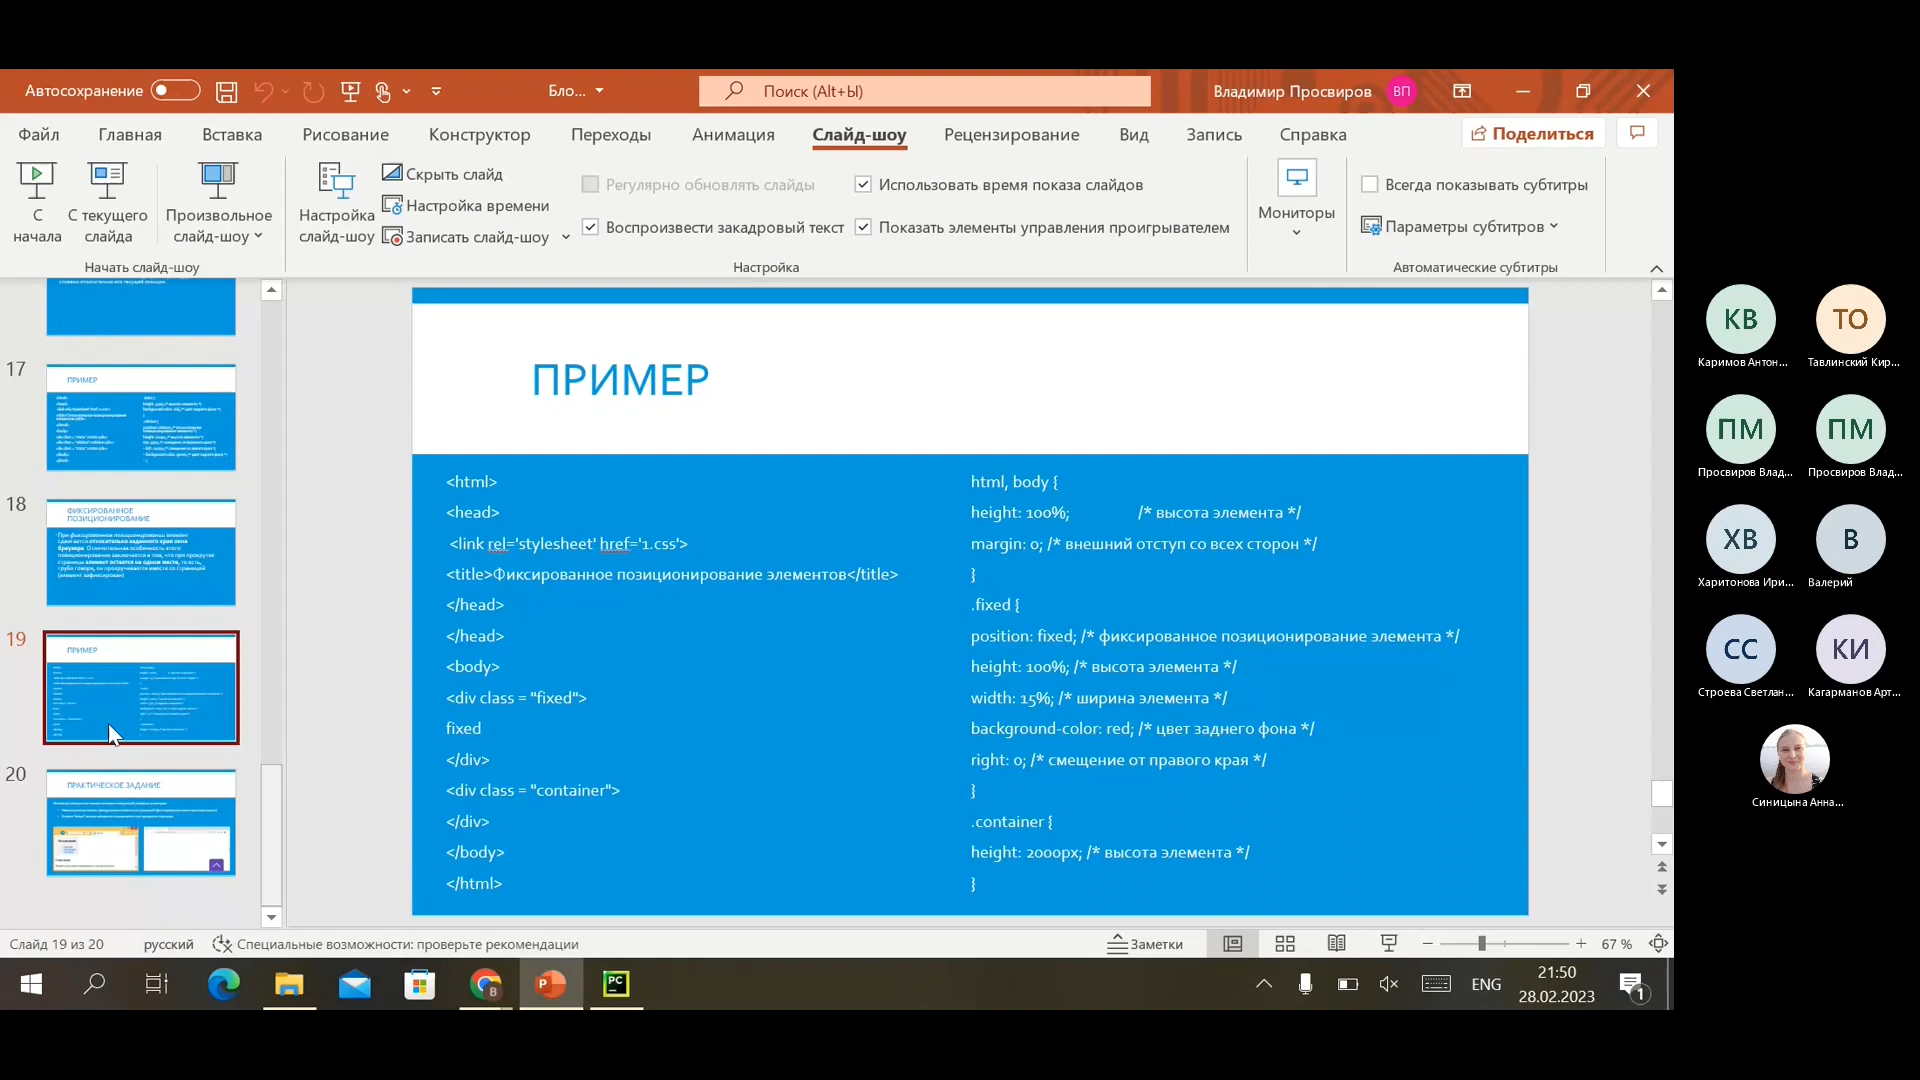 Автосохранение
Бло...
Поиск (Alt+Ы)
Владимир Просвиров
ВП
Файл
Главная
Вставка
Рисование
Конструктор
Переходы
Анимация
Слайд-шоу
Рецензирование
Вид
Запись
Справка
Поделиться
С начала
С текущего слайда
Произвольное слайд-шоу
Начать слайд-шоу
Настройка слайд-шоу
Скрыть слайд
Настройка времени
Записать слайд-шоу
Регулярно обновлять слайды
Воспроизвести закадровый текст
Использовать время показа слайдов
Показать элементы управления проигрывателем
Настройка
Мониторы
Всегда показывать субтитры
Параметры субтитров
Автоматические субтитры
17
ПРИМЕР
18
ФИКСИРОВАННОЕ
ПОЗИЦИОНИРОВАНИЕ
19
ПРИМЕР
20
ПРАКТИЧЕСКОЕ ЗАДАНИЕ
ПРИМЕР
<html>
<head>
<link rel='stylesheet' href='1.css'>
<title>Фиксированное позиционирование элементов</title>
</head>
</head>
<body>
<div class = "fixed">
fixed
</div>
<div class = "container">
</div>
</body>
</html>
html, body {
height: 100%; /* высота элемента */
margin: 0; /* внешний отступ со всех сторон */
}
.fixed {
position: fixed; /* фиксированное позиционирование элемента */
height: 100%; /* высота элемента */
width: 15%; /* ширина элемента */
background-color: red; /* цвет заднего фона */
right: 0; /* смещение от правого края */
}
.container {
height: 2000px; /* высота элемента */
}
КВ
Каримов Антон...
ТО
Тавлинский Кир...
ПМ
Просвиров Влад...
ПМ
Просвиров Влад...
ХВ
Харитонова Ири...
В
Валерий
СС
Строева Светлан...
КИ
Кагарманов Арт...
Синицына Анна...
Слайд 19 из 20
русский
Специальные возможности: проверьте рекомендации
Заметки
67 %
B
P
PC
ENG
21:50
28.02.2023
1